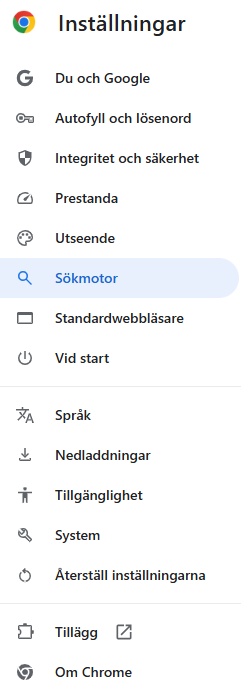 Inställningar
Du och Google
Autofyll och lösenord
Integritet och säkerhet
Prestanda
Utseende
Sökmotor
Standardwebbläsare
Vid start
Språk
Nedladdningar
Tillgänglighet
System
Återställ inställningarna
Tillägg
Om Chrome